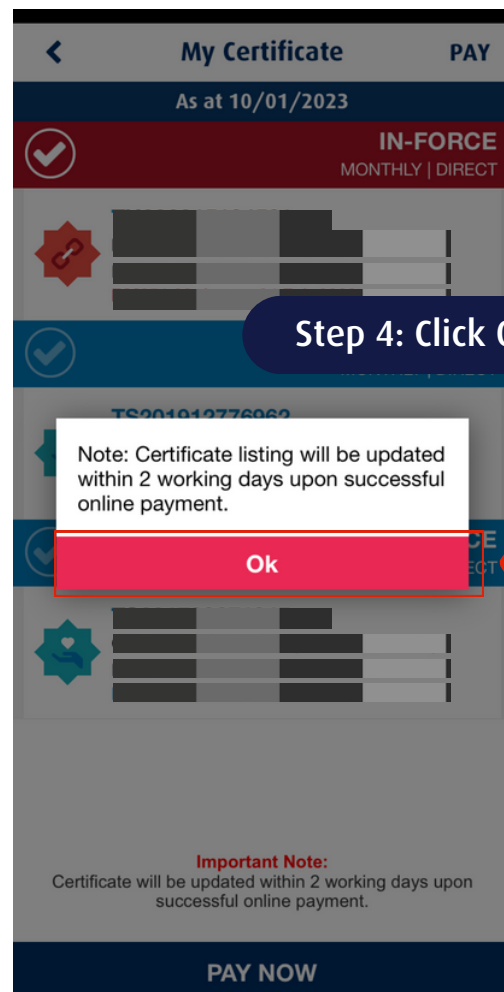 My Certificate PAY
As at 10/01/2023
IN-FORCE
MONTHLY | DIRECT
Step 4: Click
TS201912776962
Note: Certificate listing will be updated
within 2 working days upon successful
online payment.
Ok
Important Note:
Certificate will be updated within 2 working days upon
successful online payment.
PAY NOW